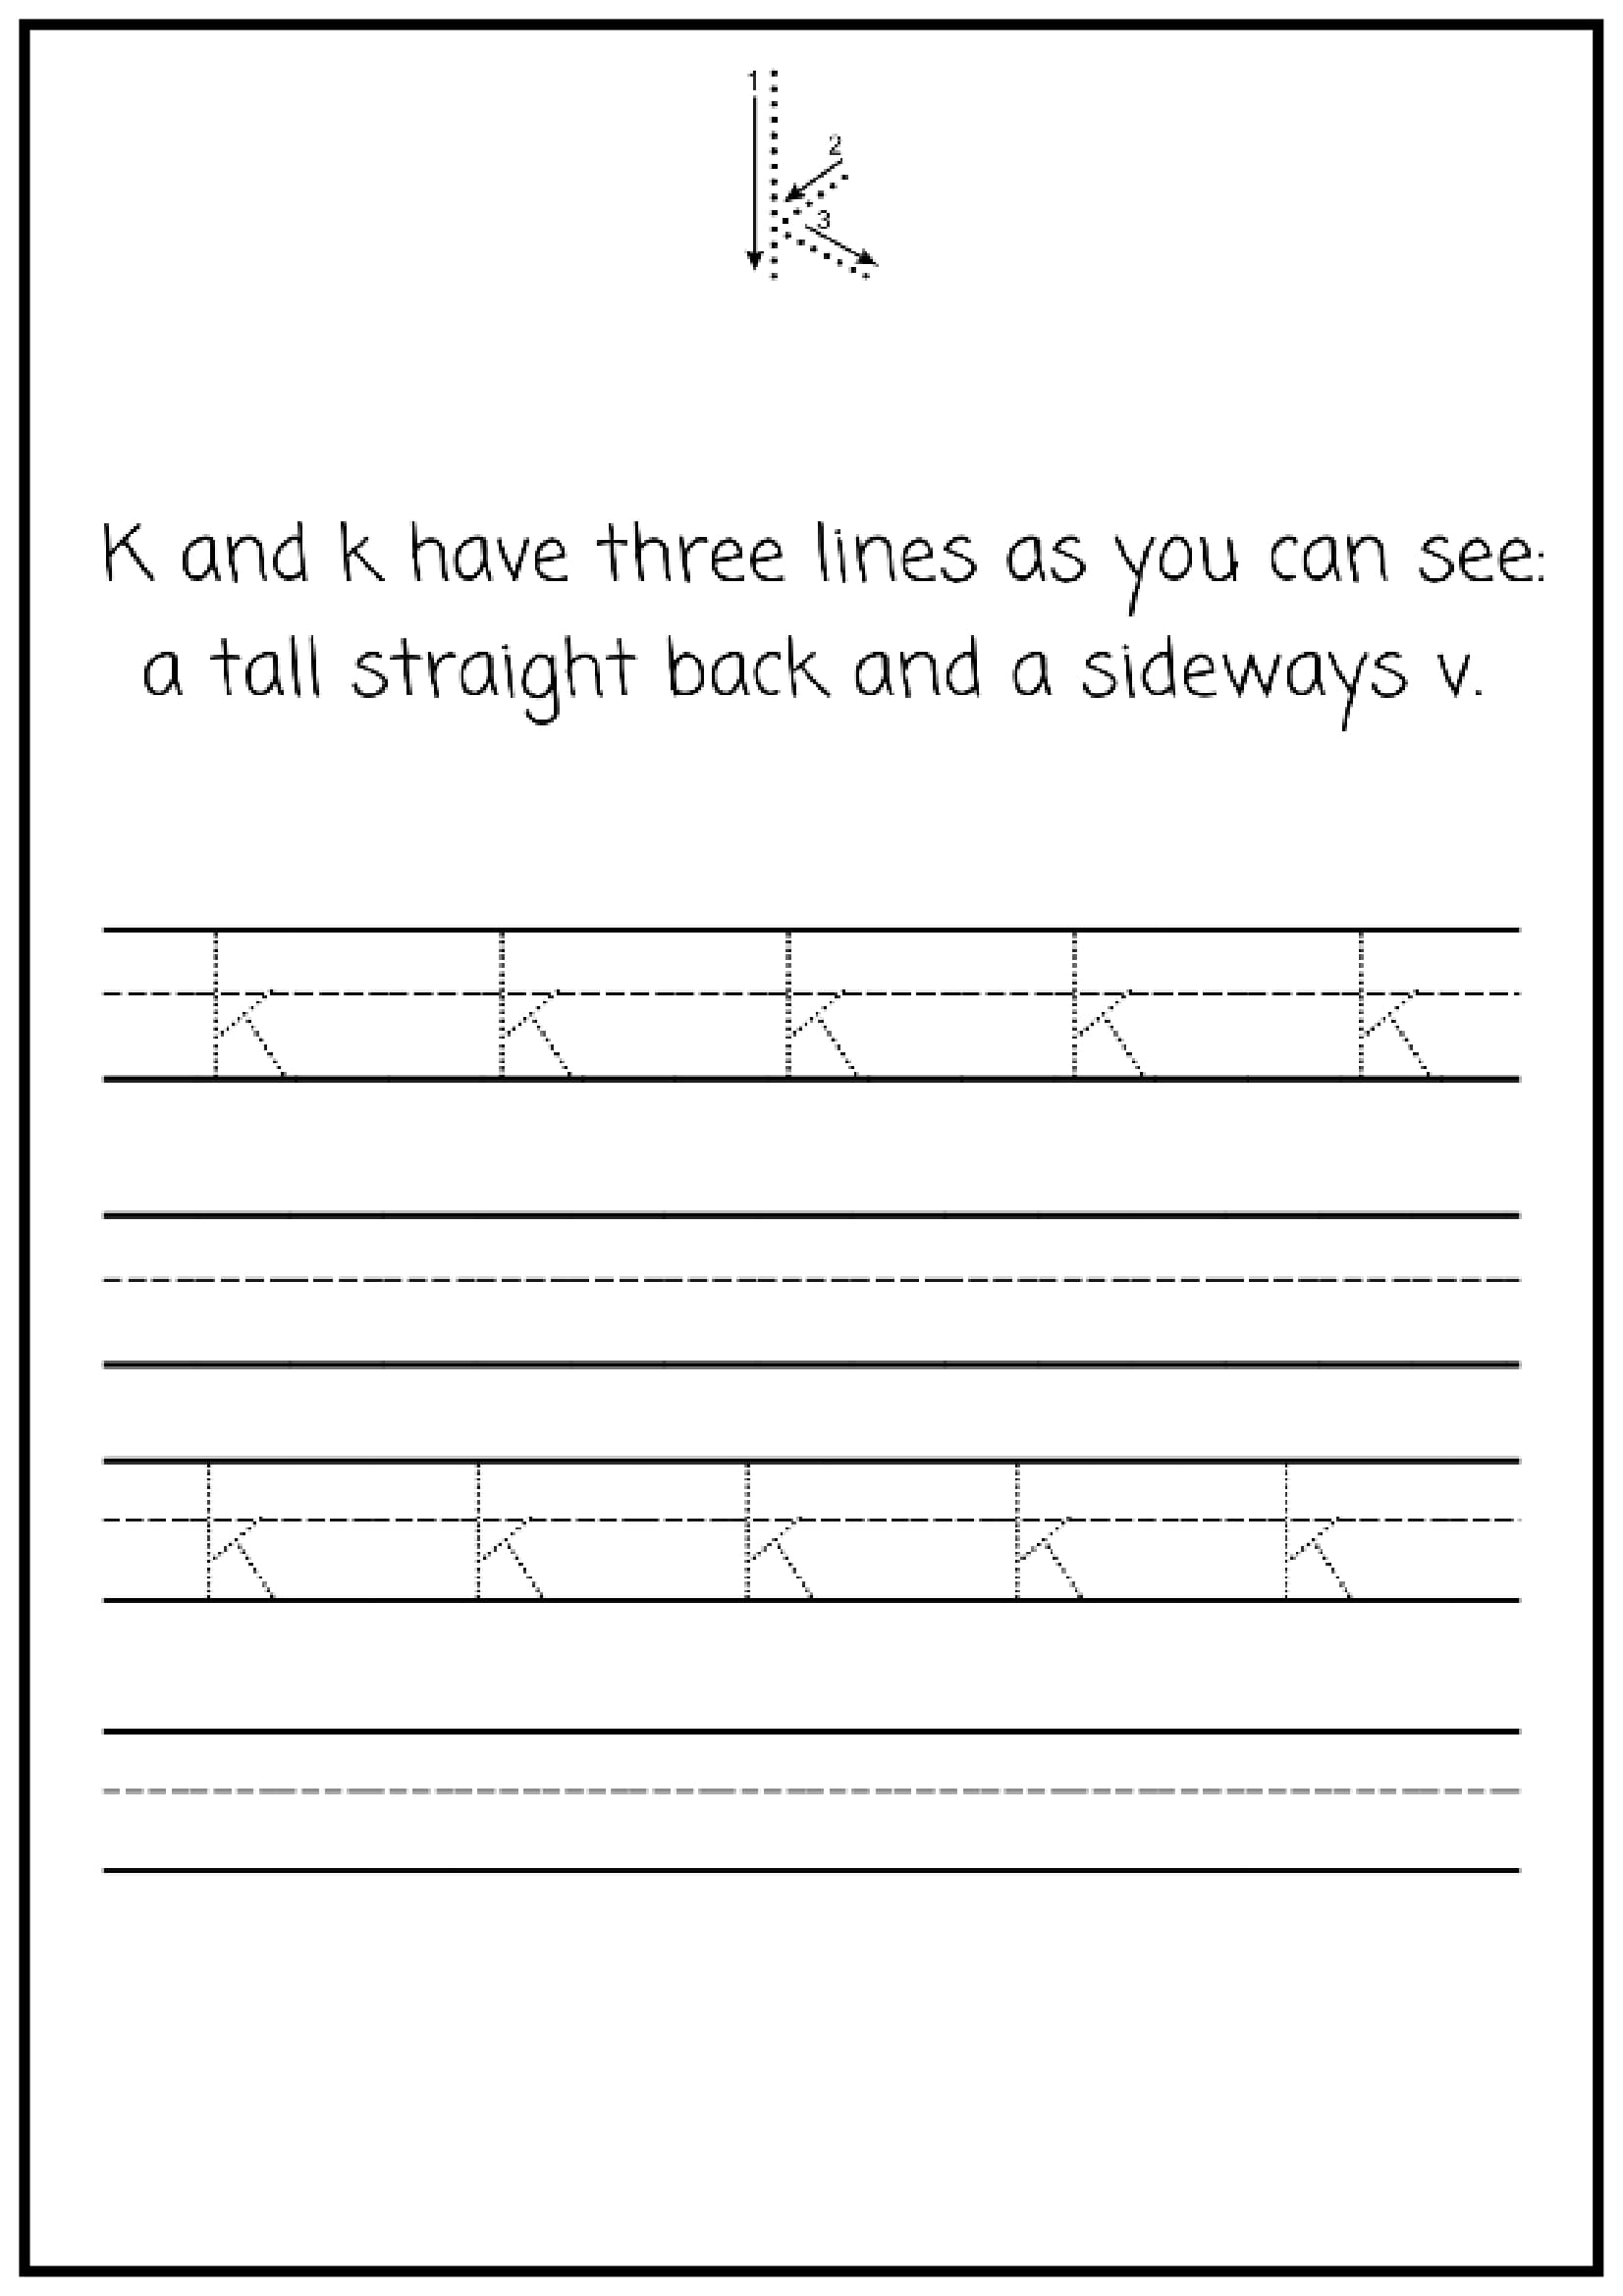 1
2
3
K and k have three lines as you can see:
a tall straight back and a sideways v.
k k k k k
k k k k k